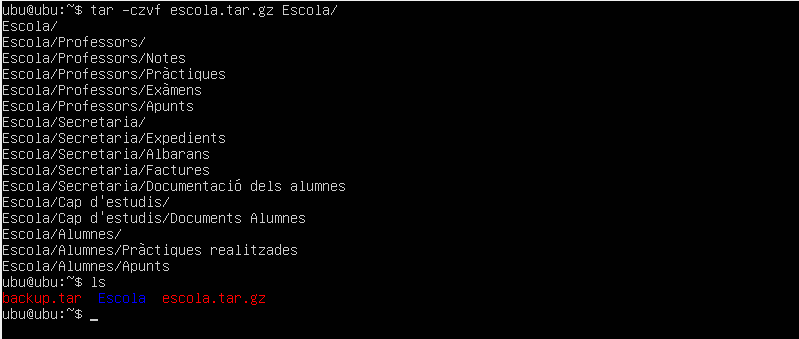 ubu@ubu:~$ tar -czvf escola.tar.gz Escola/
Escola/
Escola/Professors/
Escola/Professors/Notes
Escola/Professors/Pràctiques
Escola/Professors/Exàmens
Escola/Professors/Apunts
Escola/Secretaria/
Escola/Secretaria/Expedients
Escola/Secretaria/Albarans
Escola/Secretaria/Factures
Escola/Secretaria/Documentació dels alumnes
Escola/Cap d'estudis/
Escola/Cap d'estudis/Documents Alumnes
Escola/Alumnes/
Escola/Alumnes/Pràctiques realitzades
Escola/Alumnes/Apunts
ubu@ubu:~$ ls
backup.tar  Escola  escola.tar.gz
ubu@ubu:~$ _